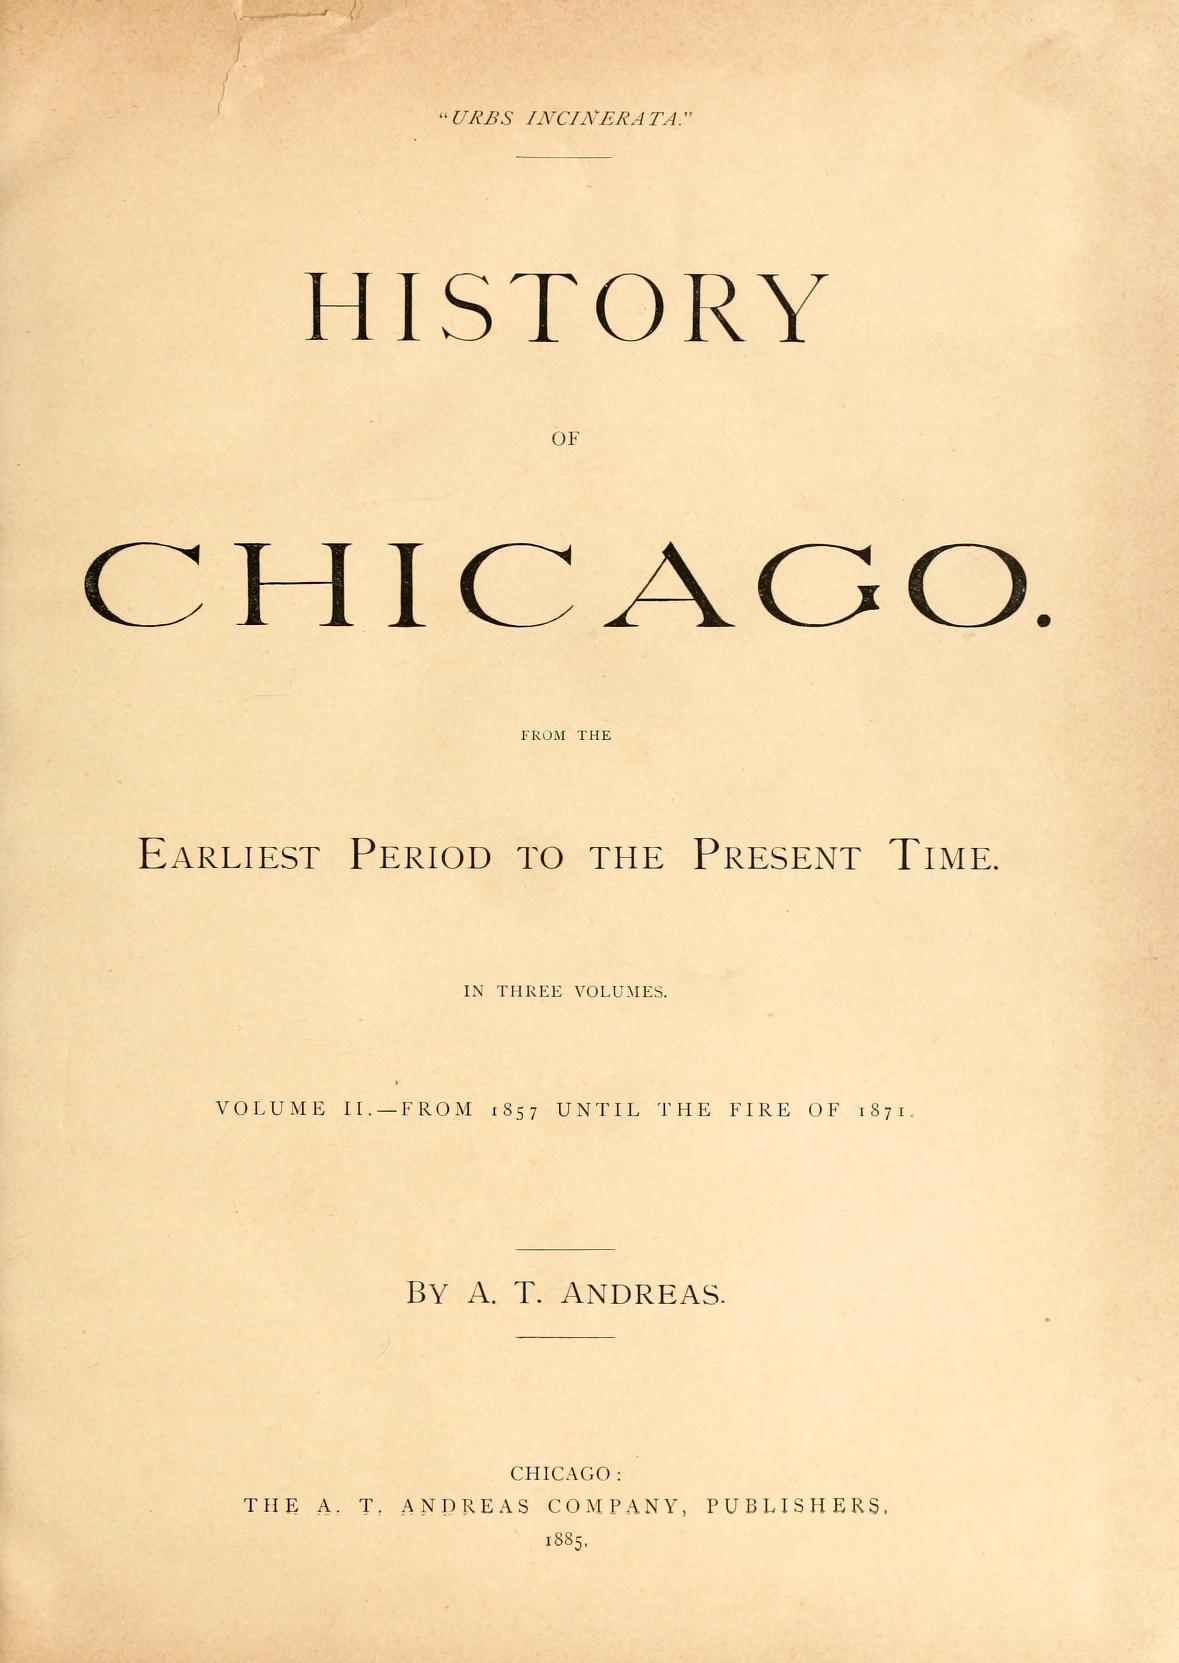 "URBS INCINERATA."
HISTORY
OF
CHICAGO.
FROM THE
EARLIEST PERIOD TO THE PRESENT TIME.
IN THREE VOLUMES.
VOLUME II.—FROM 1857 UNTIL THE FIRE OF 1871.
BY A. T. ANDREAS.
CHICAGO:
THE A. T. ANDREAS COMPANY, PUBLISHERS,
1885.